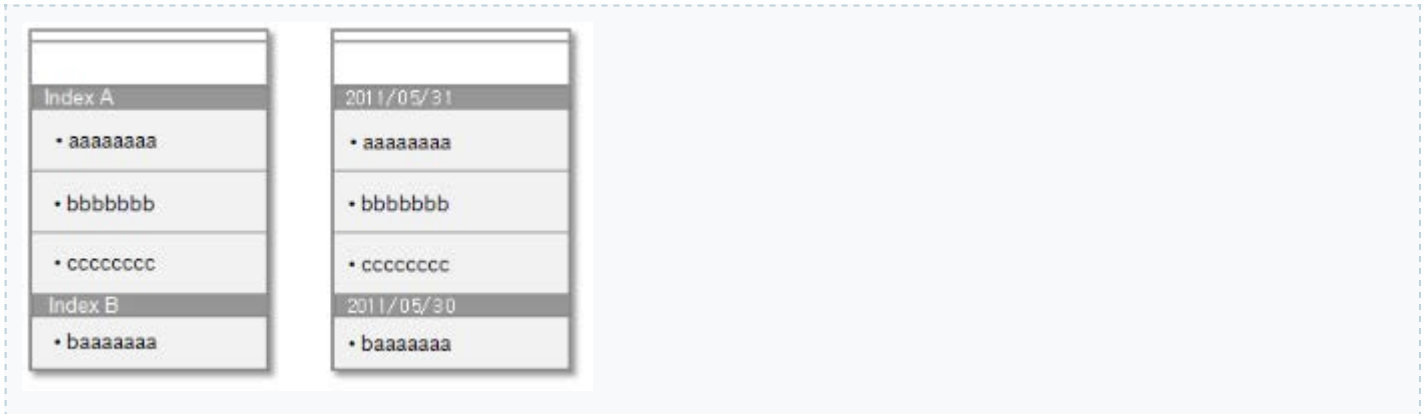 Index A
• aaaaaaaa
• bbbbbbb
• cccccccc
Index B
• baaaaaaa
2011/05/31
• aaaaaaaa
• bbbbbbb
• cccccccc
2011/05/30
• baaaaaaa